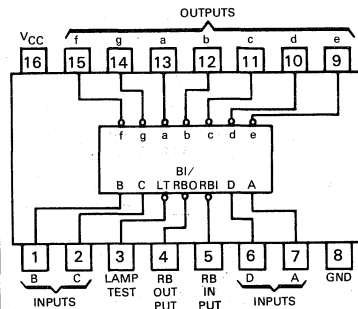 OUTPUTS
VCC f g a b c d e
16 15 14 13 12 11 10 9
f g a b c d e
BI/
B C LT RBO RBI D A
1 2 3 4 5 6 7 8
B C LAMP RB RB D A GND
INPUTS TEST OUT IN INPUTS
PUT PUT